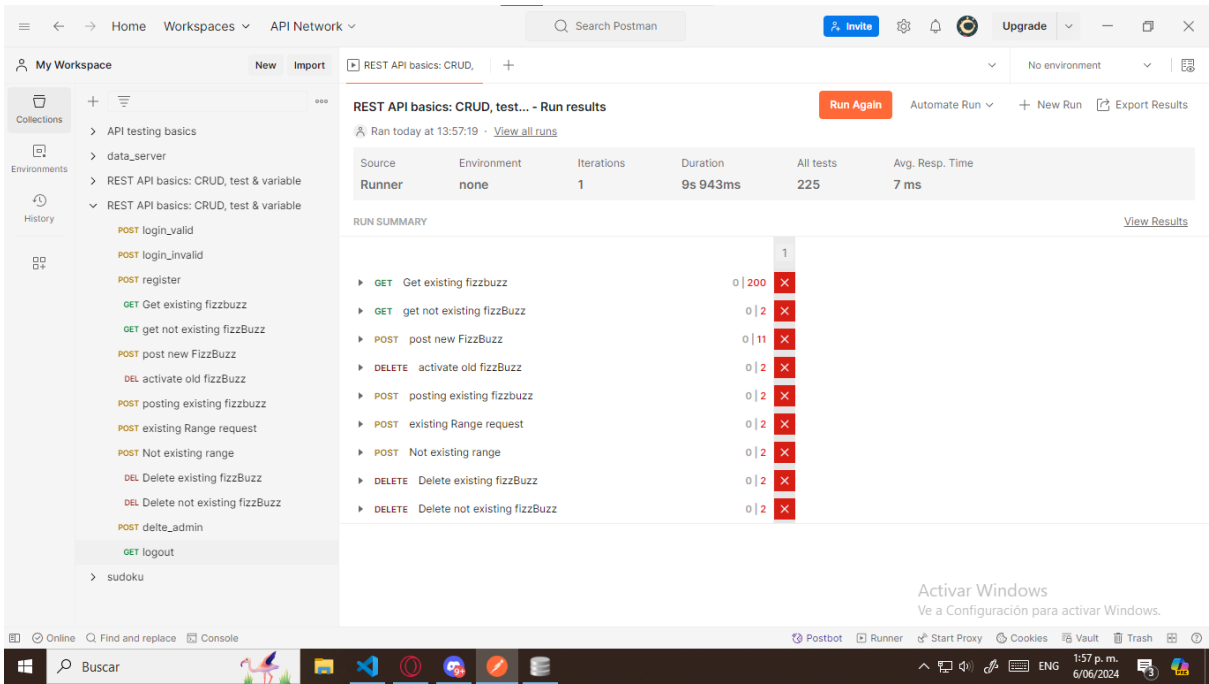 Home Workspaces API Network Search Postman Invite Upgrade
My Workspace New Import REST API basics: CRUD, No environment
Collections
Environments
History
API testing basics
data_server
REST API basics: CRUD, test & variable
REST API basics: CRUD, test & variable
POST login_valid
POST login_invalid
POST register
GET Get existing fizzbuzz
GET get not existing fizzBuzz
POST post new FizzBuzz
DEL activate old fizzBuzz
POST posting existing fizzbuzz
POST existing Range request
POST Not existing range
DEL Delete existing fizzBuzz
DEL Delete not existing fizzBuzz
POST delte_admin
GET logout
sudoku
REST API basics: CRUD, test... - Run results Run Again Automate Run New Run Export Results
Ran today at 13:57:19 · View all runs
Source Environment Iterations Duration All tests Avg. Resp. Time
Runner none 1 9s 943ms 225 7 ms
RUN SUMMARY View Results
1
GET Get existing fizzbuzz 0 | 200
GET get not existing fizzBuzz 0 | 2
POST post new FizzBuzz 0 | 11
DELETE activate old fizzBuzz 0 | 2
POST posting existing fizzbuzz 0 | 2
POST existing Range request 0 | 2
POST Not existing range 0 | 2
DELETE Delete existing fizzBuzz 0 | 2
DELETE Delete not existing fizzBuzz 0 | 2
Activar Windows
Ve a Configuración para activar Windows.
Online Find and replace Console Postbot Runner Start Proxy Cookies Vault Trash
Buscar ENG 1:57 p. m.
6/06/2024 3